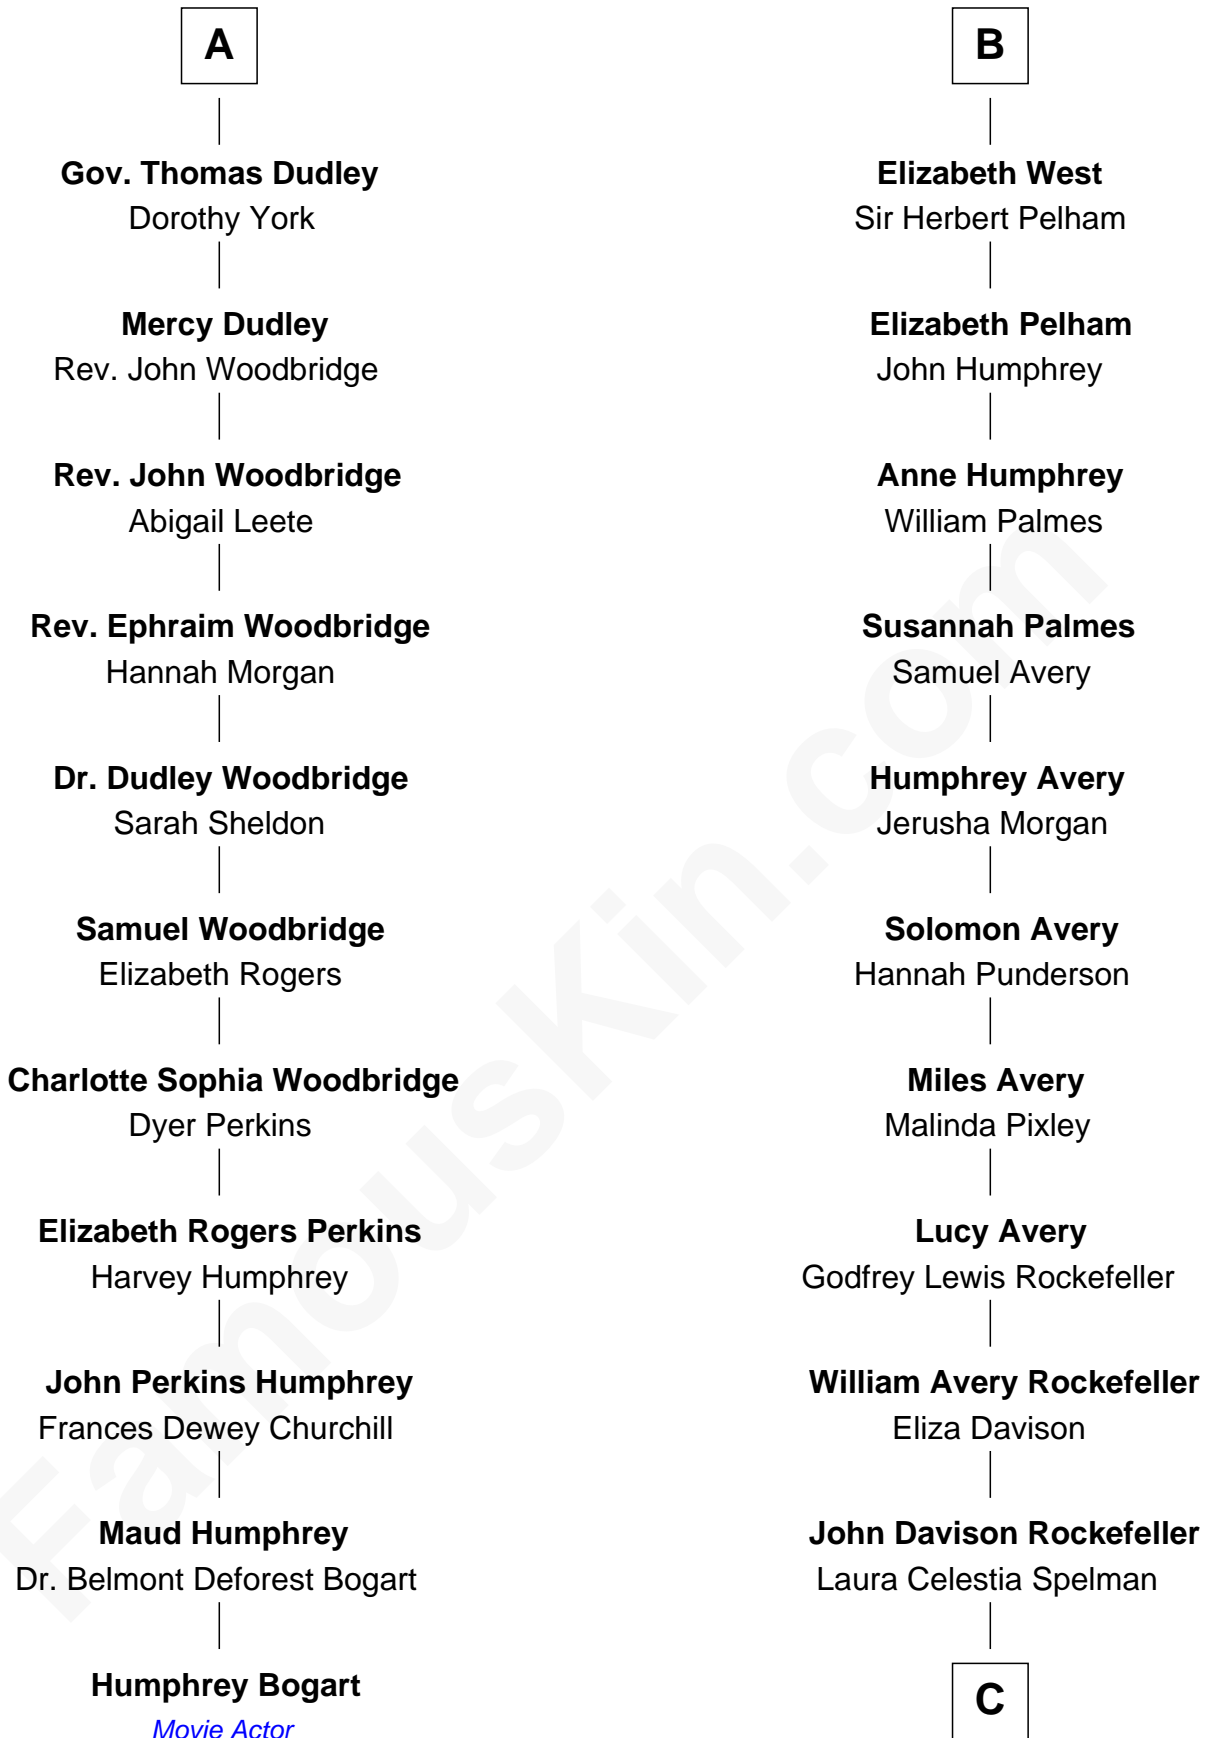 A
Gov. Thomas Dudley
Dorothy York
Mercy Dudley
Rev. John Woodbridge
Rev. John Woodbridge
Abigail Leete
Rev. Ephraim Woodbridge
Hannah Morgan
Dr. Dudley Woodbridge
Sarah Sheldon
Samuel Woodbridge
Elizabeth Rogers
Charlotte Sophia Woodbridge
Dyer Perkins
Elizabeth Rogers Perkins
Harvey Humphrey
John Perkins Humphrey
Frances Dewey Churchill
Maud Humphrey
Dr. Belmont Deforest Bogart
Humphrey Bogart
Movie Actor
B
Elizabeth West
Sir Herbert Pelham
Elizabeth Pelham
John Humphrey
Anne Humphrey
William Palmes
Susannah Palmes
Samuel Avery
Humphrey Avery
Jerusha Morgan
Solomon Avery
Hannah Punderson
Miles Avery
Malinda Pixley
Lucy Avery
Godfrey Lewis Rockefeller
William Avery Rockefeller
Eliza Davison
John Davison Rockefeller
Laura Celestia Spelman
C
FamousKin.com